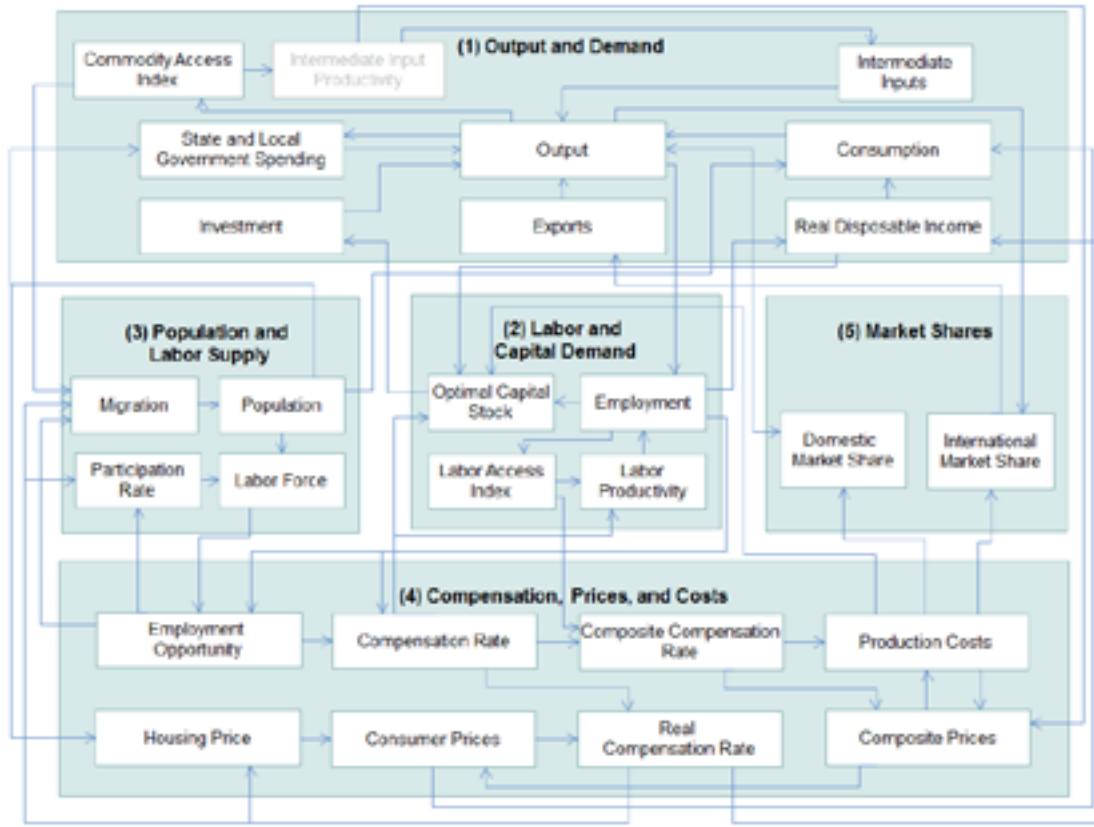 (1) Output and Demand
Commodity Access
Index
Intermediate Input
Productivity
Intermediate
Inputs
State and Local
Government Spending
Output
Consumption
Investment
Exports
Real Disposable Income
(3) Population and
Labor Supply
Migration
Population
Participation
Rate
Labor Force
(2) Labor and
Capital Demand
Optimal Capital
Stock
Employment
Labor Access
Index
Labor
Productivity
(5) Market Shares
Domestic
Market Share
International
Market Share
(4) Compensation, Prices, and Costs
Employment
Opportunity
Compensation Rate
Composite Compensation
Rate
Production Costs
Housing Price
Consumer Prices
Real
Compensation Rate
Composite Prices